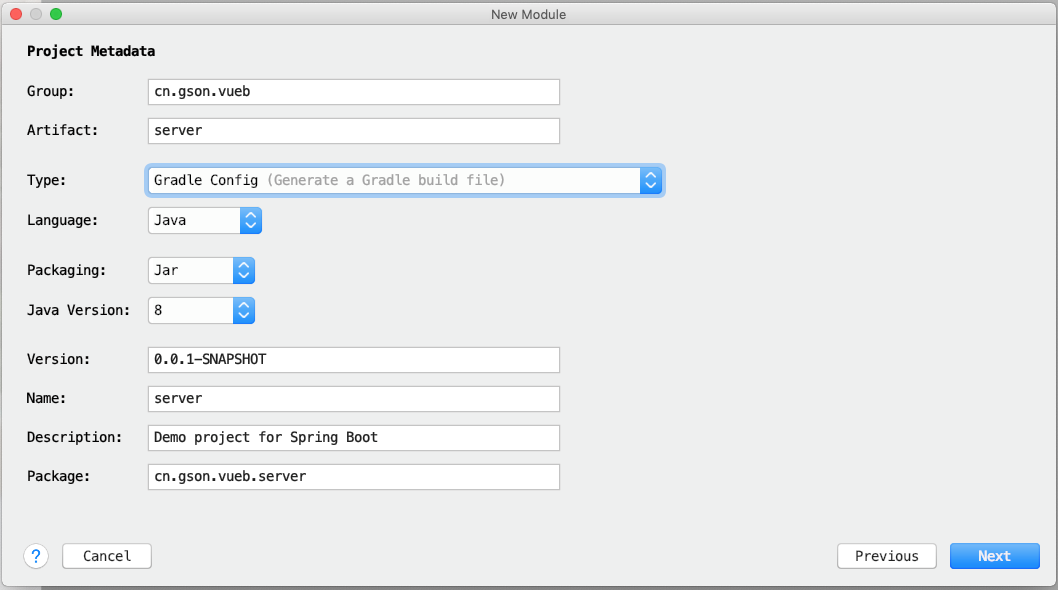 New Module
Project Metadata
Group: cn.gson.vueb
Artifact: server
Type: Gradle Config (Generate a Gradle build file)
Language: Java
Packaging: Jar
Java Version: 8
Version: 0.0.1-SNAPSHOT
Name: server
Description: Demo project for Spring Boot
Package: cn.gson.vueb.server
? Cancel Previous Next